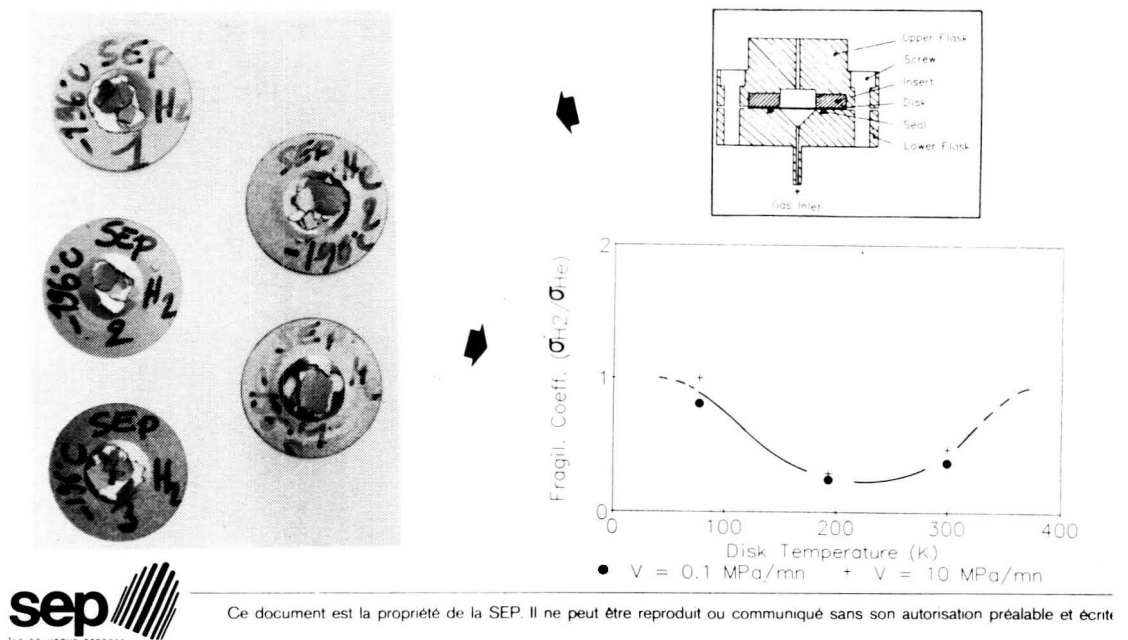 SEP
-196°C
H2
1
SEP He
2
-196°C
SEP
-196°C
H2
2
SEP
SEP
H2
3
Upper Flask
Screw
Insert
Disk
Seal
Lower Flask
Gas Inlet
Fragil. Coeff. (σH2/σHe)
2
1
0
0 100 200 300 400
Disk Temperature (K)
● V = 0.1 MPa/mn + V = 10 MPa/mn
sep
Ce document est la propriété de la SEP. Il ne peut être reproduit ou communiqué sans son autorisation préalable et écrite